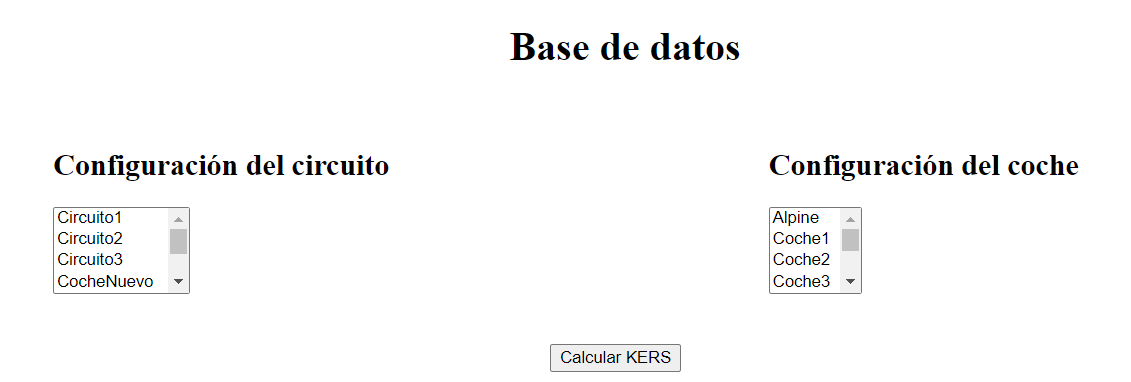 Base de datos
Configuración del circuito
Circuito1
Circuito2
Circuito3
CocheNuevo
Configuración del coche
Alpine
Coche1
Coche2
Coche3
Calcular KERS